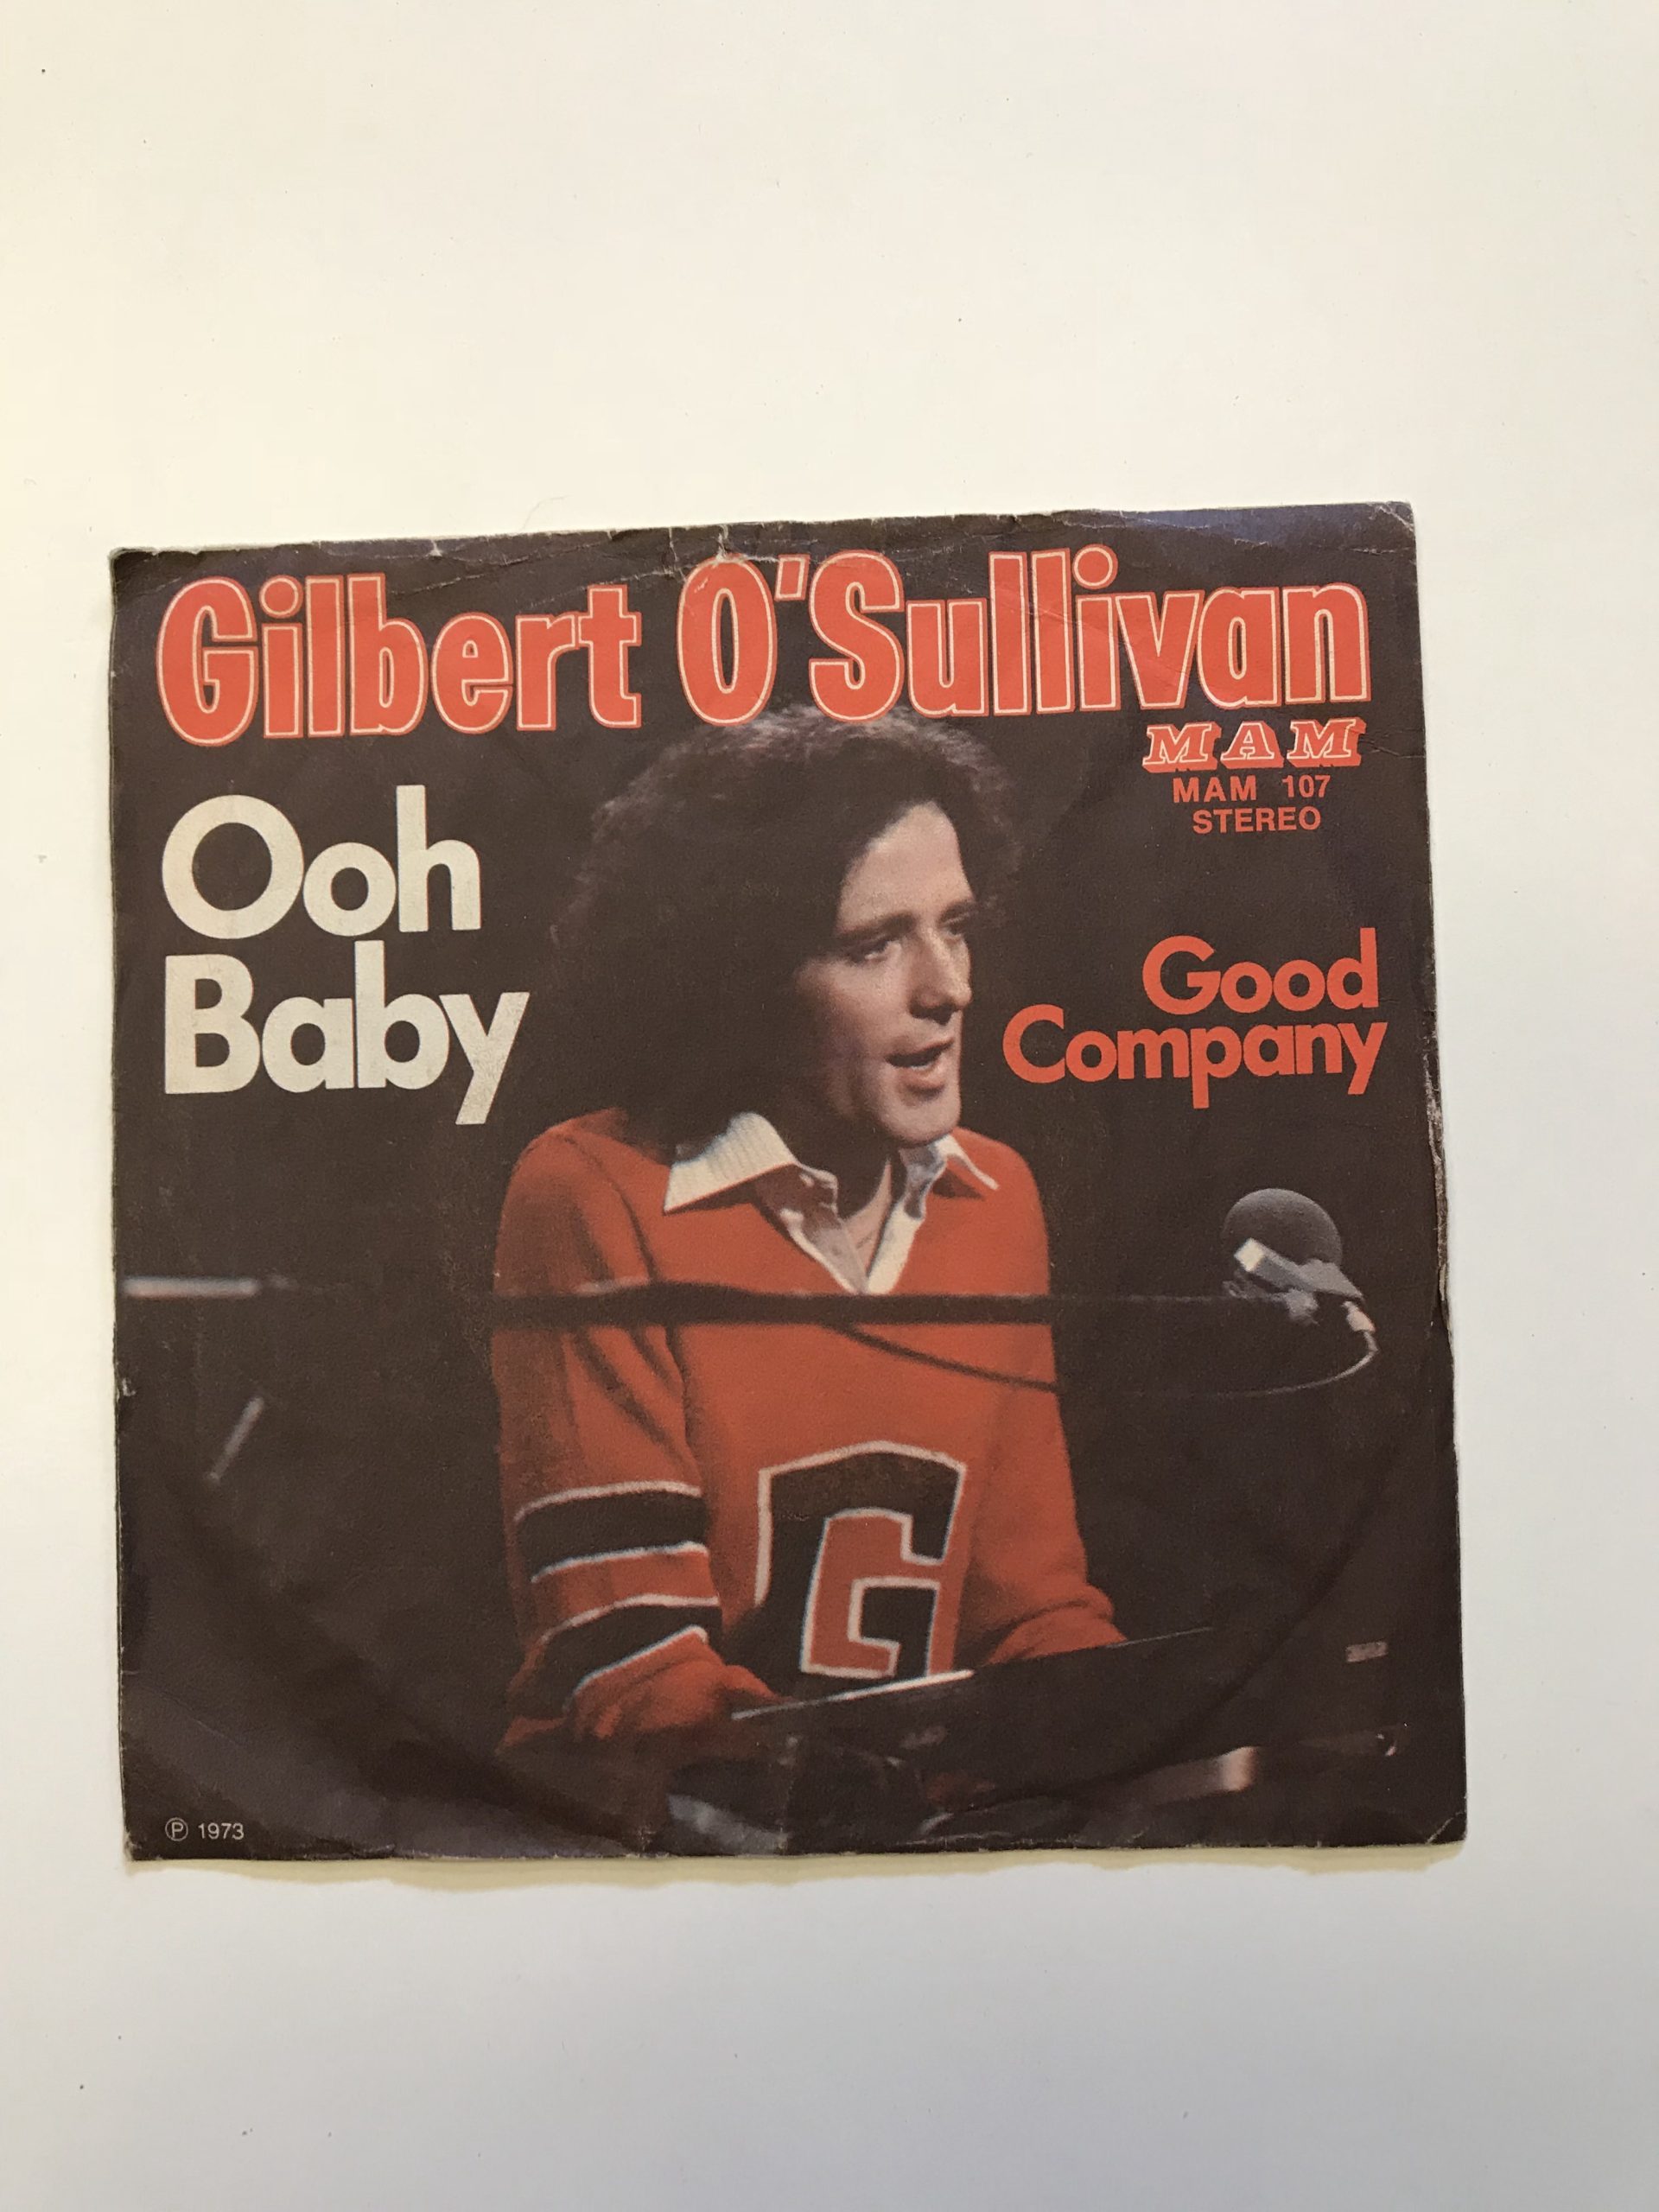 Gilbert O'Sullivan
MAM
MAM 107
STEREO
Ooh
Baby
Good
Company
G
℗ 1973